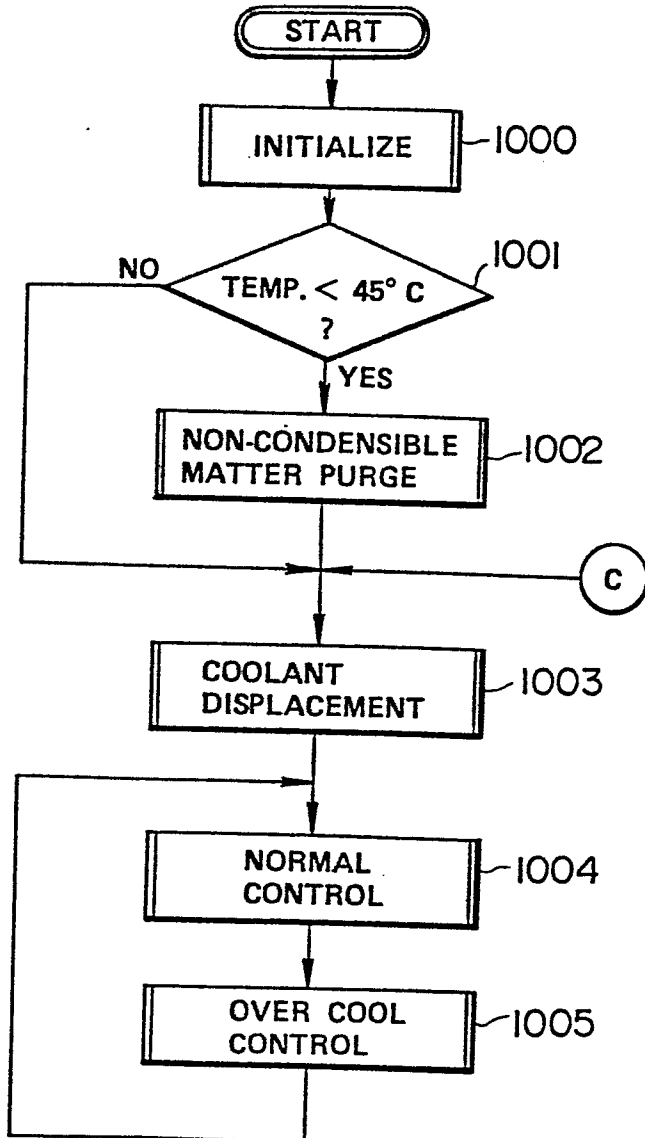 START
INITIALIZE
1000
TEMP. < 45° C
?
1001
NO
YES
NON-CONDENSIBLE
MATTER PURGE
1002
C
COOLANT
DISPLACEMENT
1003
NORMAL
CONTROL
1004
OVER COOL
CONTROL
1005